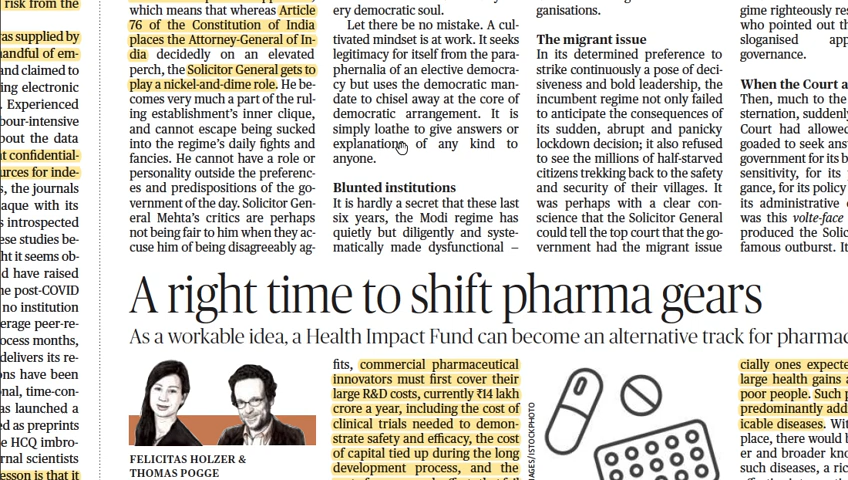 risk from the
supplied by
handful of em-
and claimed to
ing electronic
Experienced
bour-intensive
bout the data
confidential-
urces for inde-
the journals
aque with its
introspected
ese studies be-
ht it seems ob-
d have raised
e post-COVID
no institution
erage peer-re-
ocess months,
delivers its re-
ons have been
onal, time-con-
as launched a
ed as preprints
e HCQ imbro-
rnal scientists
esson is that it
which means that whereas Article
76 of the Constitution of India
places the Attorney-General of In-
dia decidedly on an elevated
perch, the Solicitor General gets to
play a nickel-and-dime role. He be-
comes very much a part of the rul-
ing establishment's inner clique,
and cannot escape being sucked
into the regime's daily fights and
fancies. He cannot have a role or
personality outside the preferenc-
es and predispositions of the go-
vernment of the day. Solicitor Gen-
eral Mehta's critics are perhaps
not being fair to him when they ac-
cuse him of being disagreeably ag-
ery democratic soul.
Let there be no mistake. A cul-
tivated mindset is at work. It seeks
legitimacy for itself from the para-
phernalia of an elective democra-
cy but uses the democratic man-
date to chisel away at the core of
democratic arrangement. It is
simply loathe to give answers or
explanations of any kind to
anyone.
Blunted institutions
It is hardly a secret that these last
six years, the Modi regime has
quietly but diligently and syste-
matically made dysfunctional –
ganisations.
The migrant issue
In its determined preference to
strike continuously a pose of deci-
siveness and bold leadership, the
incumbent regime not only failed
to anticipate the consequences of
its sudden, abrupt and panicky
lockdown decision; it also refused
to see the millions of half-starved
citizens trekking back to the safety
and security of their villages. It
was perhaps with a clear con-
science that the Solicitor General
could tell the top court that the go-
vernment had the migrant issue
gime righteously res
who pointed out th
sloganised app
governance.
When the Court a
Then, much to the
sternation, suddenly
Court had allowed
goaded to seek ans
government for its b
sensitivity, for its
gance, for its policy
its administrative
was this volte-face
produced the Solic
famous outburst. It
A right time to shift pharma gears
As a workable idea, a Health Impact Fund can become an alternative track for pharmac
FELICITAS HOLZER &
THOMAS POGGE
fits, commercial pharmaceutical
innovators must first cover their
large R&D costs, currently ₹14 lakh
crore a year, including the cost of
clinical trials needed to demon-
strate safety and efficacy, the cost
of capital tied up during the long
development process, and the
AGES/ISTOCKPHOTO
cially ones expecte
large health gains a
poor people. Such p
predominantly addr
icable diseases. Wit
place, there would b
er and broader kno
such diseases, a ric